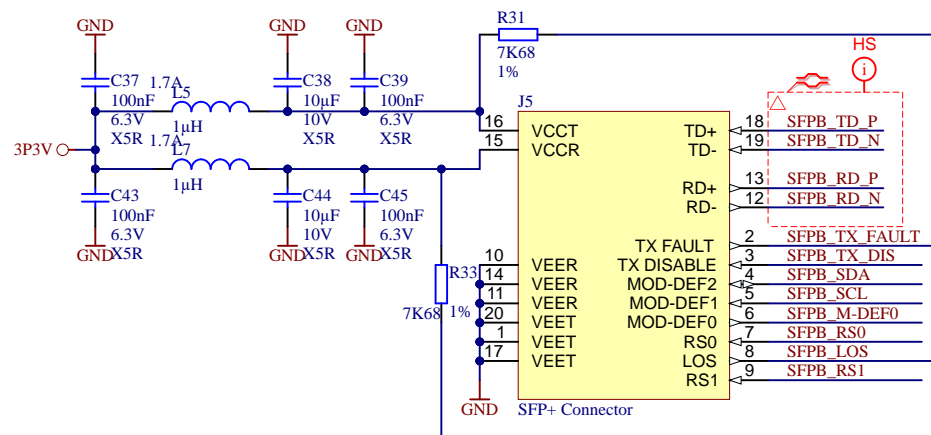 GND
GND
GND
R31
7K68
1%
HS
i
C37
100nF
6.3V
X5R
1.7A
L5
1µH
C38
10µF
10V
X5R
C39
100nF
6.3V
X5R
3P3V
1.7A
L7
1µH
C43
100nF
6.3V
X5R
GND
C44
10µF
10V
X5R
GND
C45
100nF
6.3V
X5R
GND
R33
7K68
1%
J5
16 VCCT
15 VCCR
10 VEER
14 VEER
11 VEER
20 VEET
1 VEET
17 VEET
GND
TD+ 18 SFPB_TD_P
TD- 19 SFPB_TD_N
RD+ 13 SFPB_RD_P
RD- 12 SFPB_RD_N
TX FAULT 2 SFPB_TX_FAULT
TX DISABLE 3 SFPB_TX_DIS
MOD-DEF2 4 SFPB_SDA
MOD-DEF1 5 SFPB_SCL
MOD-DEF0 6 SFPB_M-DEF0
RS0 7 SFPB_RS0
LOS 8 SFPB_LOS
RS1 9 SFPB_RS1
SFP+ Connector